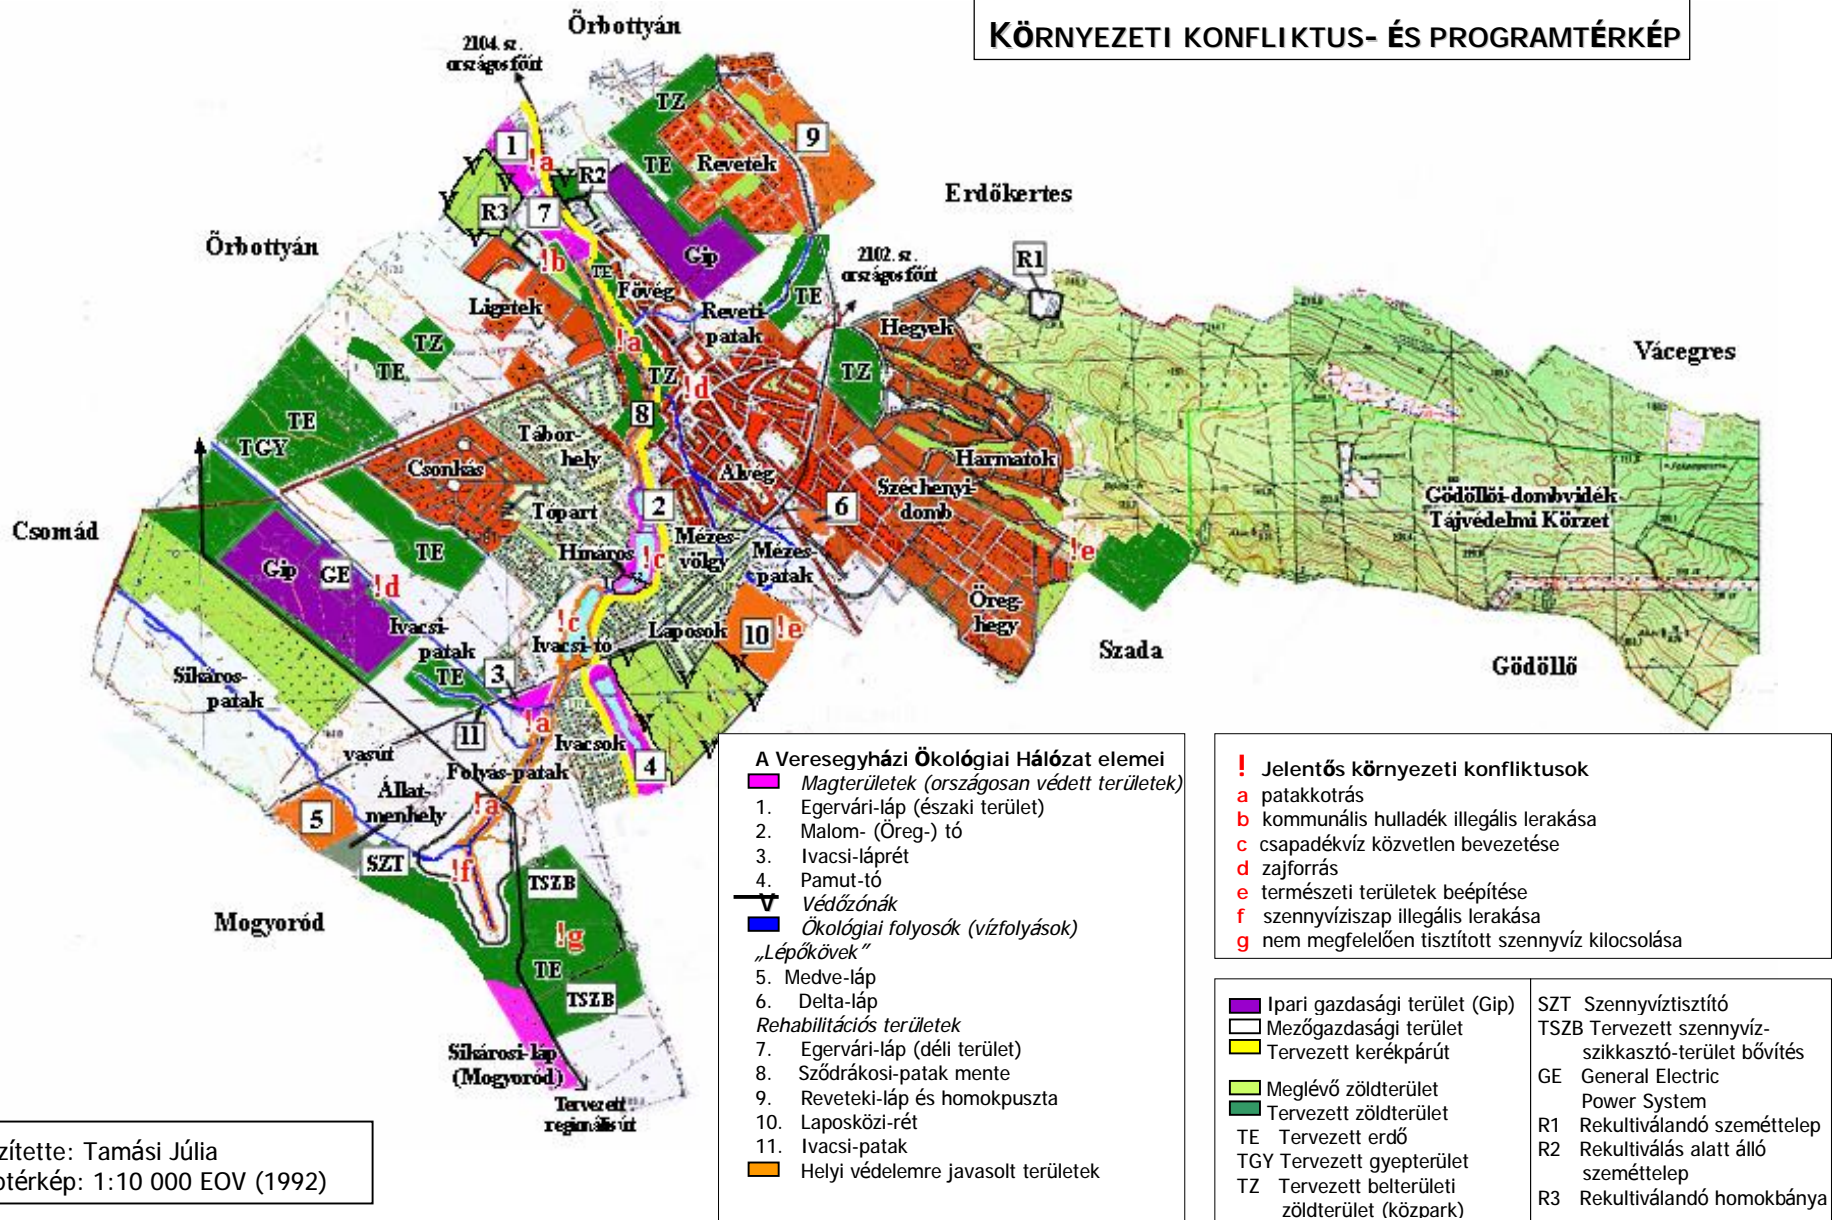 KÖRNYEZETI KONFLIKTUS- ÉS PROGRAMTÉRKÉP
Őrbottyán
2104. sz.
országos főút
1
!a
TZ
9
TE
Revetek
V
V
V
V
V
R2
R3
7
Erdőkertes
Őrbottyán
!b
TE
Gip
2102. sz.
országos főút
R1
Ligetek
Fővég
TE
Reveti-
patak
Hegyek
Vácegres
TZ
TE
!a
TZ
!d
TZ
TE
TGY
8
Tábor-
hely
Csonkás
Alvég
Harmatok
Széchenyi-
domb
Gödöllői-dombvidék
Tájvédelmi Körzet
Csomád
Topart
2
6
TE
Hínáros
!c
Mézes-
völgy
Mézes-
patak
!e
Gip
GE
!d
Öreg-
hegy
Ivacsi-
patak
!c
Ivacsi-tó
Laposok
10
!e
Szada
Gödöllő
Sikáros-
patak
TE
3
V
V
V
V
V
!a
11
Ivacsok
vasút
Folyás-patak
4
Állat-
menhely
5
!a
SZT
!f
TSZB
Mogyoród
!g
TE
TSZB
Sikárosi-láp
(Mogyoród)
Tervezett
regionális út
zítette: Tamási Júlia
ptérkép: 1:10 000 EOV (1992)
A Veresegyházi Ökológiai Hálózat elemei
Magterületek (országosan védett területek)
1. Egervári-láp (északi terület)
2. Malom- (Öreg-) tó
3. Ivacsi-láprét
4. Pamut-tó
V Védőzónák
Ökológiai folyosók (vízfolyások)
„Lépőkövek”
5. Medve-láp
6. Delta-láp
Rehabilitációs területek
7. Egervári-láp (déli terület)
8. Sződrákosi-patak mente
9. Reveteki-láp és homokpuszta
10. Laposközi-rét
11. Ivacsi-patak
Helyi védelemre javasolt területek
! Jelentős környezeti konfliktusok
a patakkotrás
b kommunális hulladék illegális lerakása
c csapadékvíz közvetlen bevezetése
d zajforrás
e természeti területek beépítése
f szennyvíziszap illegális lerakása
g nem megfelelően tisztított szennyvíz kilocsolása
Ipari gazdasági terület (Gip)
Mezőgazdasági terület
Tervezett kerékpárút
Meglévő zöldterület
Tervezett zöldterület
TE Tervezett erdő
TGY Tervezett gyepterület
TZ Tervezett belterületi
zöldterület (közpark)
SZT Szennyvíztisztító
TSZB Tervezett szennyvíz-
szikkasztó-terület bővítés
GE General Electric
Power System
R1 Rekultiválandó szeméttelep
R2 Rekultiválás alatt álló
szeméttelep
R3 Rekultiválandó homokbánya